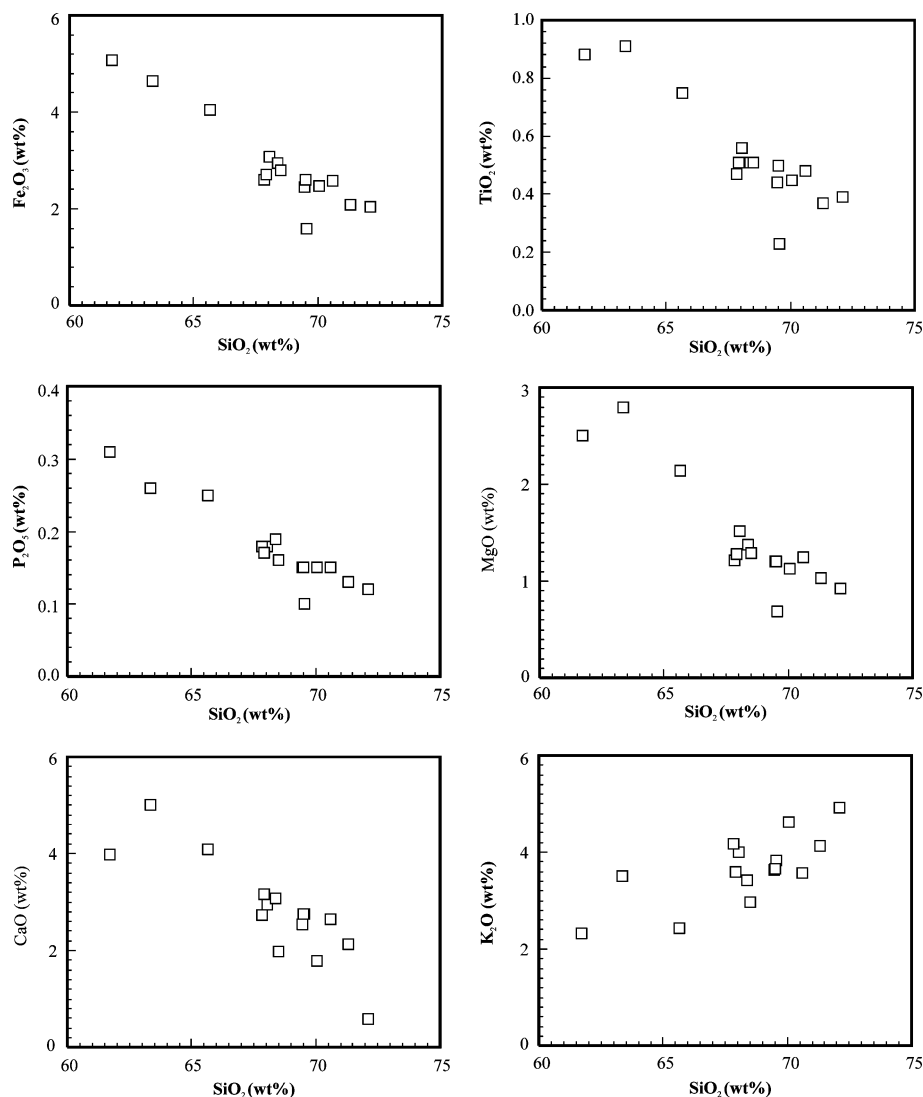 6
4
2
0
Fe₂O₃ (wt%)
60 65 70 75
SiO₂ (wt%)
1.0
0.8
0.6
0.4
0.2
0.0
TiO₂ (wt%)
60 65 70 75
SiO₂ (wt%)
0.4
0.3
0.2
0.1
0.0
P₂O₅ (wt%)
60 65 70 75
SiO₂ (wt%)
3
2
1
0
MgO (wt%)
60 65 70 75
SiO₂ (wt%)
6
4
2
0
CaO (wt%)
60 65 70 75
SiO₂ (wt%)
6
4
2
0
K₂O (wt%)
60 65 70 75
SiO₂ (wt%)